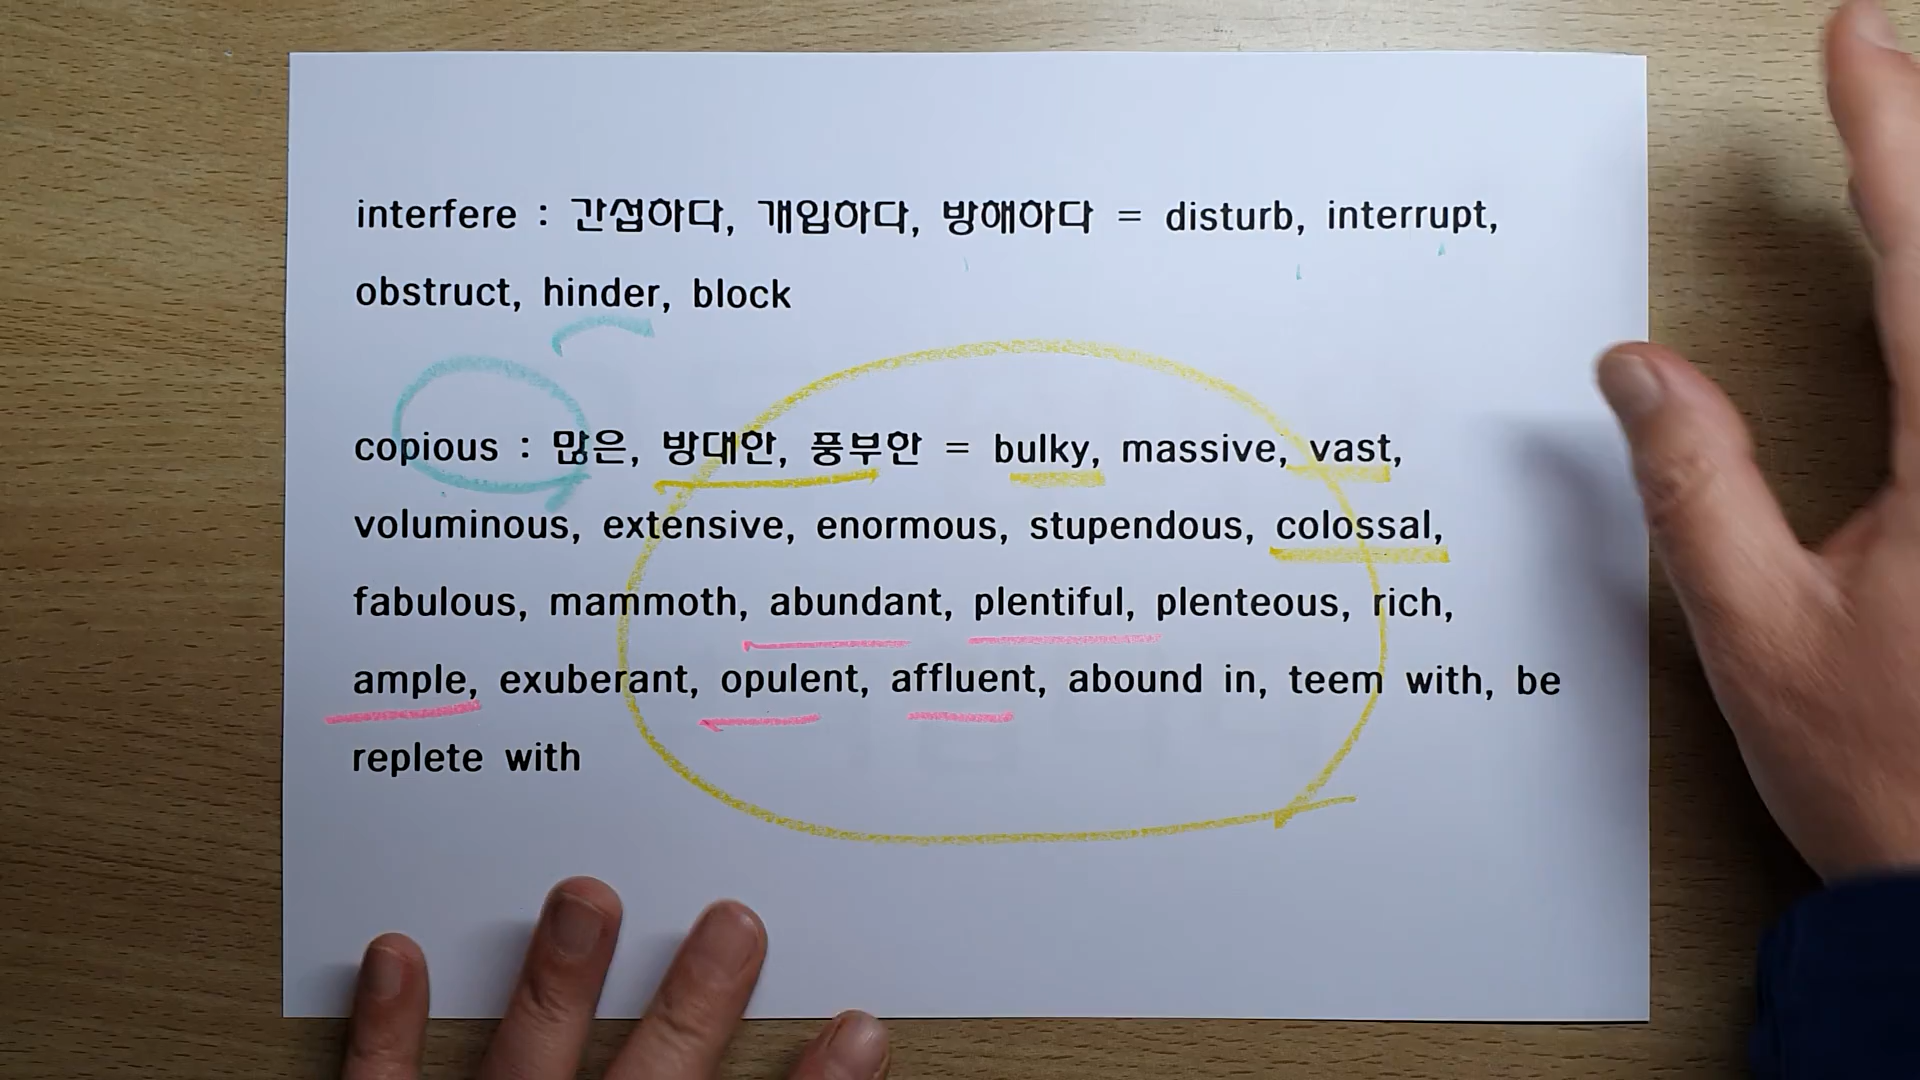 interfere : 간섭하다, 개입하다, 방해하다 = disturb, interrupt,
obstruct, hinder, block
copious : 많은, 방대한, 풍부한 = bulky, massive, vast,
voluminous, extensive, enormous, stupendous, colossal,
fabulous, mammoth, abundant, plentiful, plenteous, rich,
ample, exuberant, opulent, affluent, abound in, teem with, be
replete with